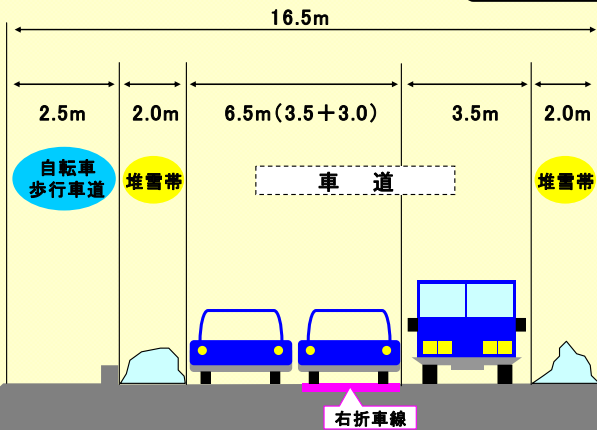 16.5m
2.5m
2.0m
6.5m(3.5+3.0)
3.5m
2.0m
自転車
歩行車道
堆雪帯
車 道
堆雪帯
右折車線